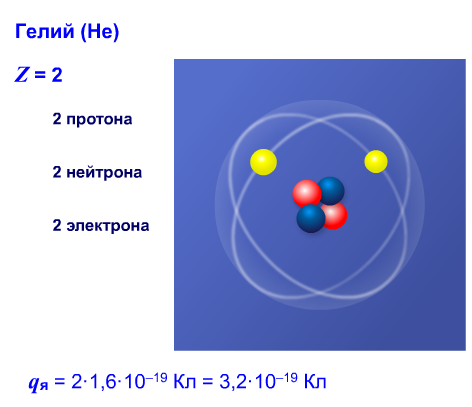 Гелий (He)
Z = 2
2 протона
2 нейтрона
2 электрона
qя = 2·1,6·10⁻¹⁹ Кл = 3,2·10⁻¹⁹ Кл